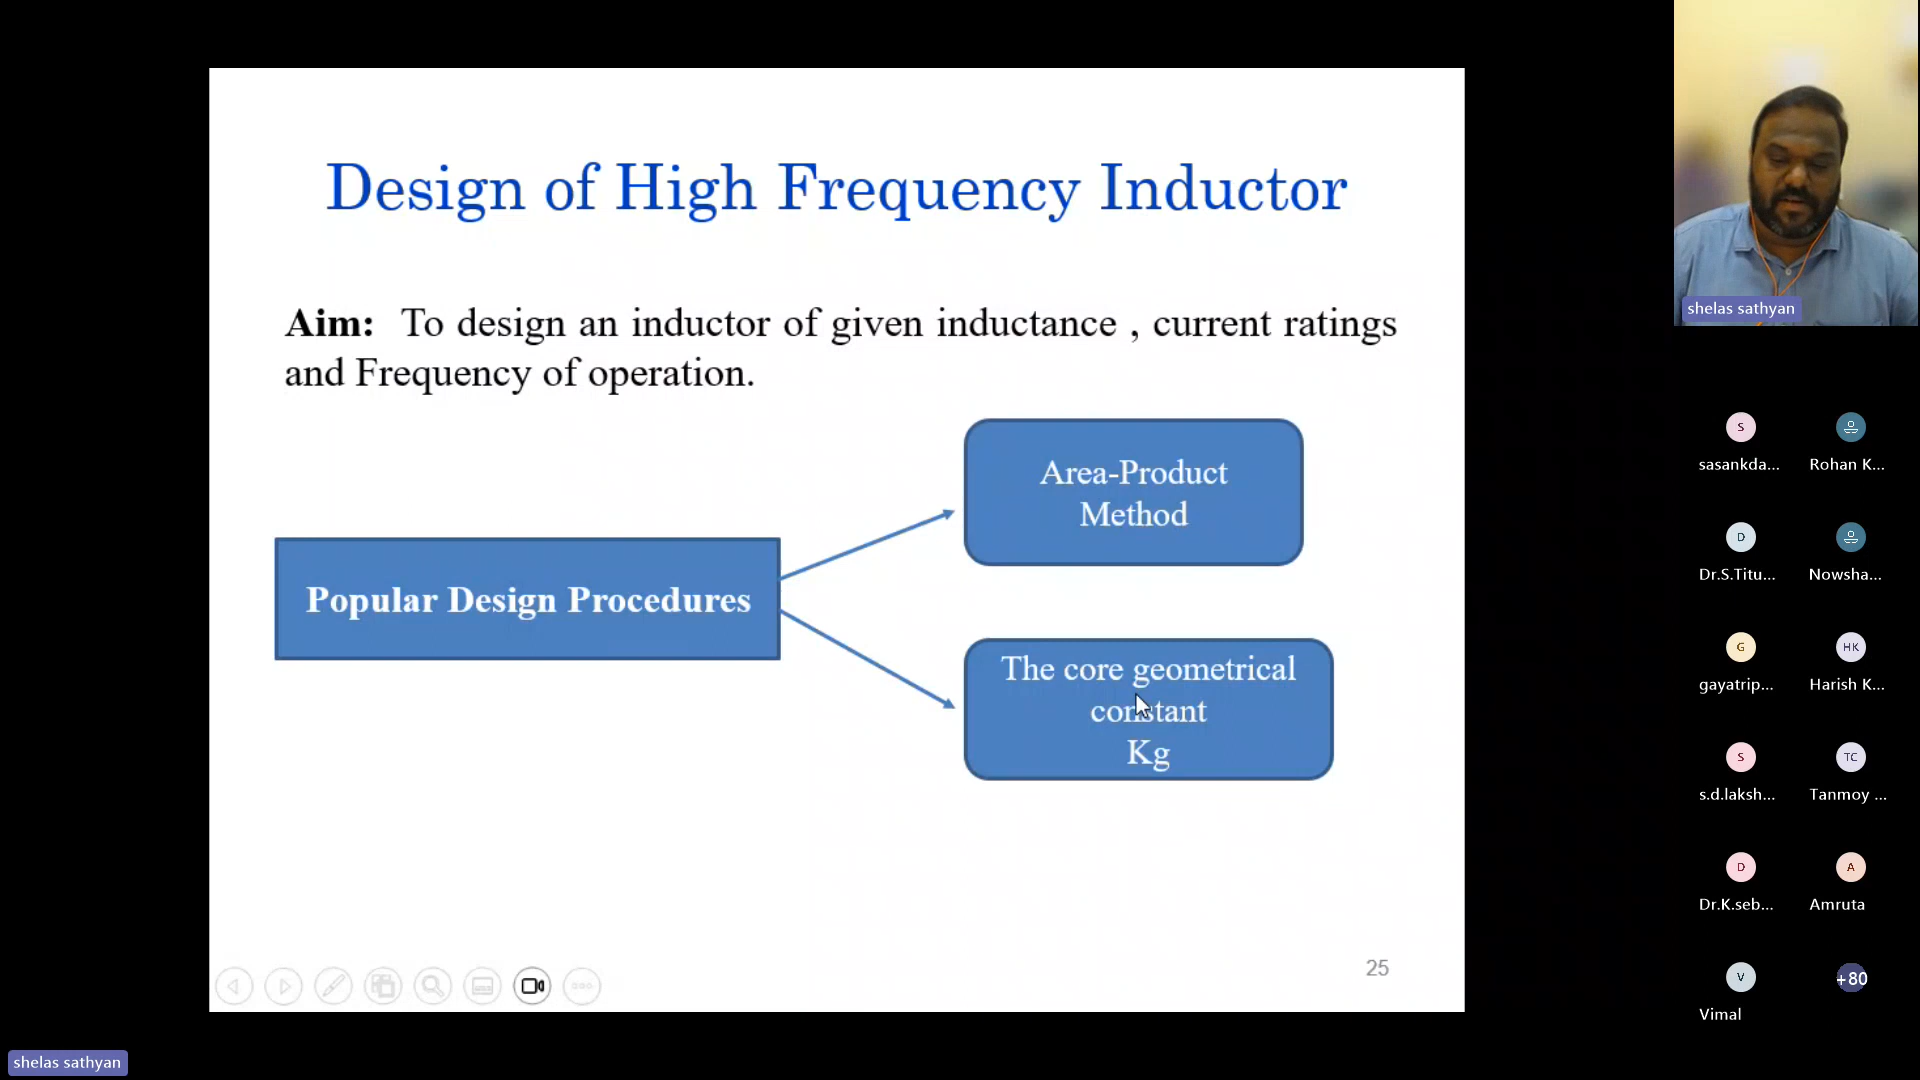 Design of High Frequency Inductor
Aim: To design an inductor of given inductance , current ratings
and Frequency of operation.
Popular Design Procedures
Area-Product
Method
The core geometrical
constant
Kg
25
shelas sathyan
sasankda...
Rohan K...
Dr.S.Titu...
Nowsha...
gayatrip...
Harish K...
s.d.laksh...
Tanmoy ...
Dr.K.seb...
Amruta
Vimal
S
D
G
HK
S
TC
D
A
V
+80
shelas sathyan